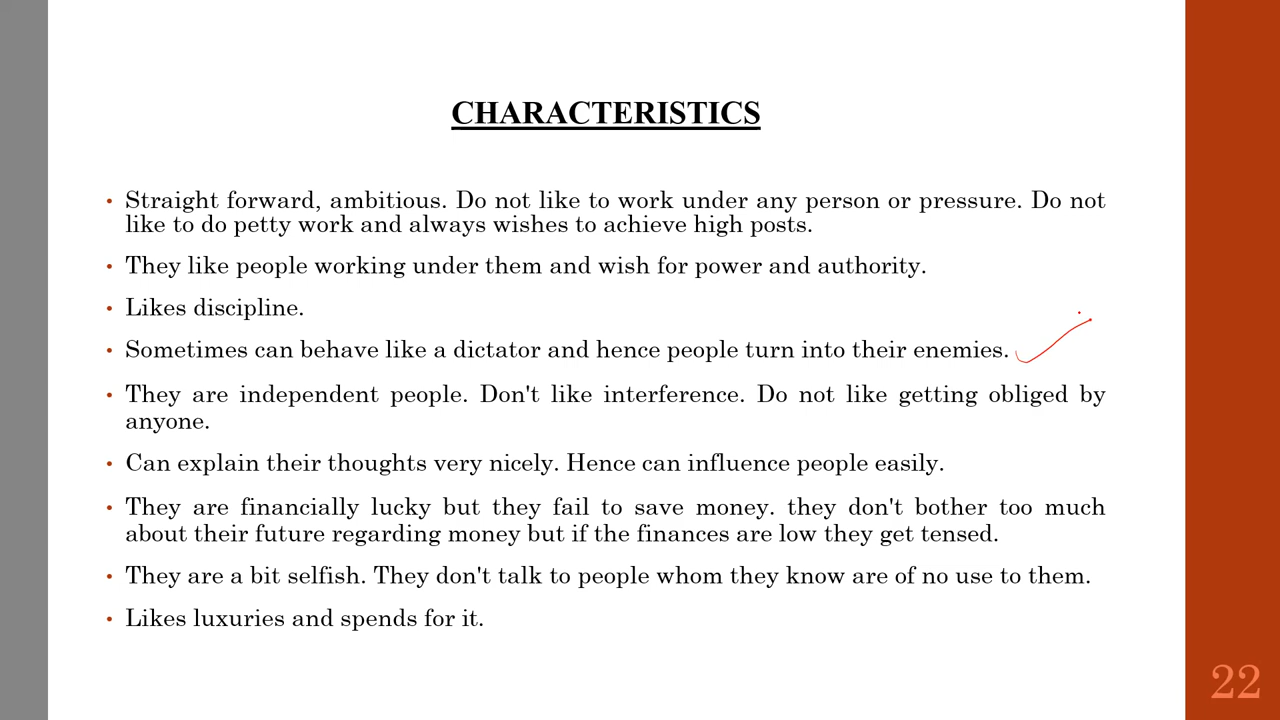 CHARACTERISTICS
• Straight forward, ambitious. Do not like to work under any person or pressure. Do not
like to do petty work and always wishes to achieve high posts.
• They like people working under them and wish for power and authority.
• Likes discipline.
• Sometimes can behave like a dictator and hence people turn into their enemies.
• They are independent people. Don't like interference. Do not like getting obliged by
anyone.
• Can explain their thoughts very nicely. Hence can influence people easily.
• They are financially lucky but they fail to save money. they don't bother too much
about their future regarding money but if the finances are low they get tensed.
• They are a bit selfish. They don't talk to people whom they know are of no use to them.
• Likes luxuries and spends for it.
22